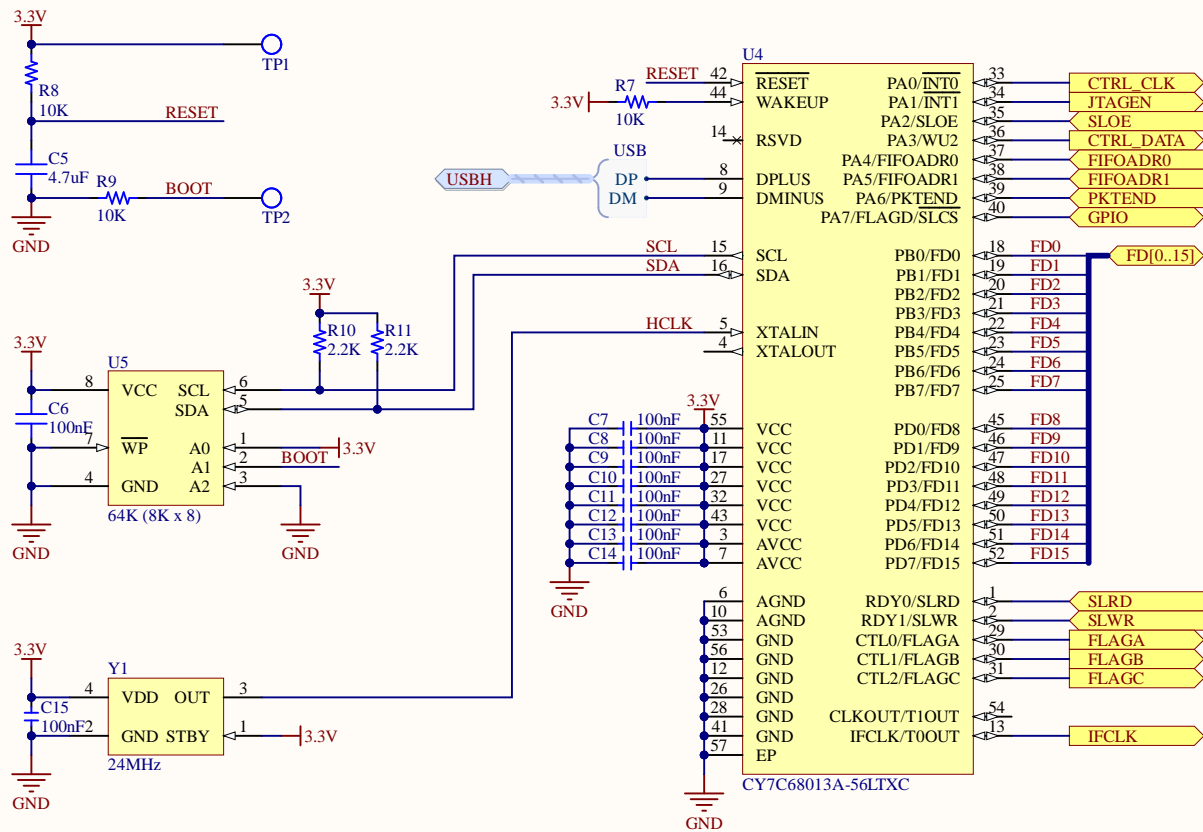 3.3V
TP1
R8
10K
RESET
C5
4.7uF
R9
BOOT
10K
TP2
GND
3.3V
R10
2.2K
R11
2.2K
3.3V
U5
8 VCC SCL 6
SDA 5
C6
100nF
7 WP A0 1 3.3V
A1 2 BOOT
4 GND A2 3
64K (8K x 8)
GND
GND
3.3V
Y1
4 VDD OUT 3
C15
100nF
2 GND STBY 1 3.3V
24MHz
GND
U4
R7
3.3V
10K
RESET 42 RESET
44 WAKEUP
14 RSVD
USB
USBH
DP 8 DPLUS
DM 9 DMINUS
SCL 15 SCL
SDA 16 SDA
HCLK 5 XTALIN
4 XTALOUT
3.3V
C7 100nF 55 VCC
C8 100nF 11 VCC
C9 100nF 17 VCC
C10 100nF 27 VCC
C11 100nF 32 VCC
C12 100nF 43 VCC
C13 100nF 3 AVCC
C14 100nF 7 AVCC
GND
6 AGND
10 AGND
53 GND
56 GND
12 GND
26 GND
28 GND
41 GND
57 EP
GND
PA0/INT0 33 CTRL_CLK
PA1/INT1 34 JTAGEN
PA2/SLOE 35 SLOE
PA3/WU2 36 CTRL_DATA
PA4/FIFOADR0 37 FIFOADR0
PA5/FIFOADR1 38 FIFOADR1
PA6/PKTEND 39 PKTEND
PA7/FLAGD/SLCS 40 GPIO
PB0/FD0 18 FD0 FD[0..15]
PB1/FD1 19 FD1
PB2/FD2 20 FD2
PB3/FD3 21 FD3
PB4/FD4 22 FD4
PB5/FD5 23 FD5
PB6/FD6 24 FD6
PB7/FD7 25 FD7
PD0/FD8 45 FD8
PD1/FD9 46 FD9
PD2/FD10 47 FD10
PD3/FD11 48 FD11
PD4/FD12 49 FD12
PD5/FD13 50 FD13
PD6/FD14 51 FD14
PD7/FD15 52 FD15
RDY0/SLRD 1 SLRD
RDY1/SLWR 2 SLWR
CTL0/FLAGA 29 FLAGA
CTL1/FLAGB 30 FLAGB
CTL2/FLAGC 31 FLAGC
CLKOUT/T1OUT 54
IFCLK/T0OUT 13 IFCLK
CY7C68013A-56LTXC